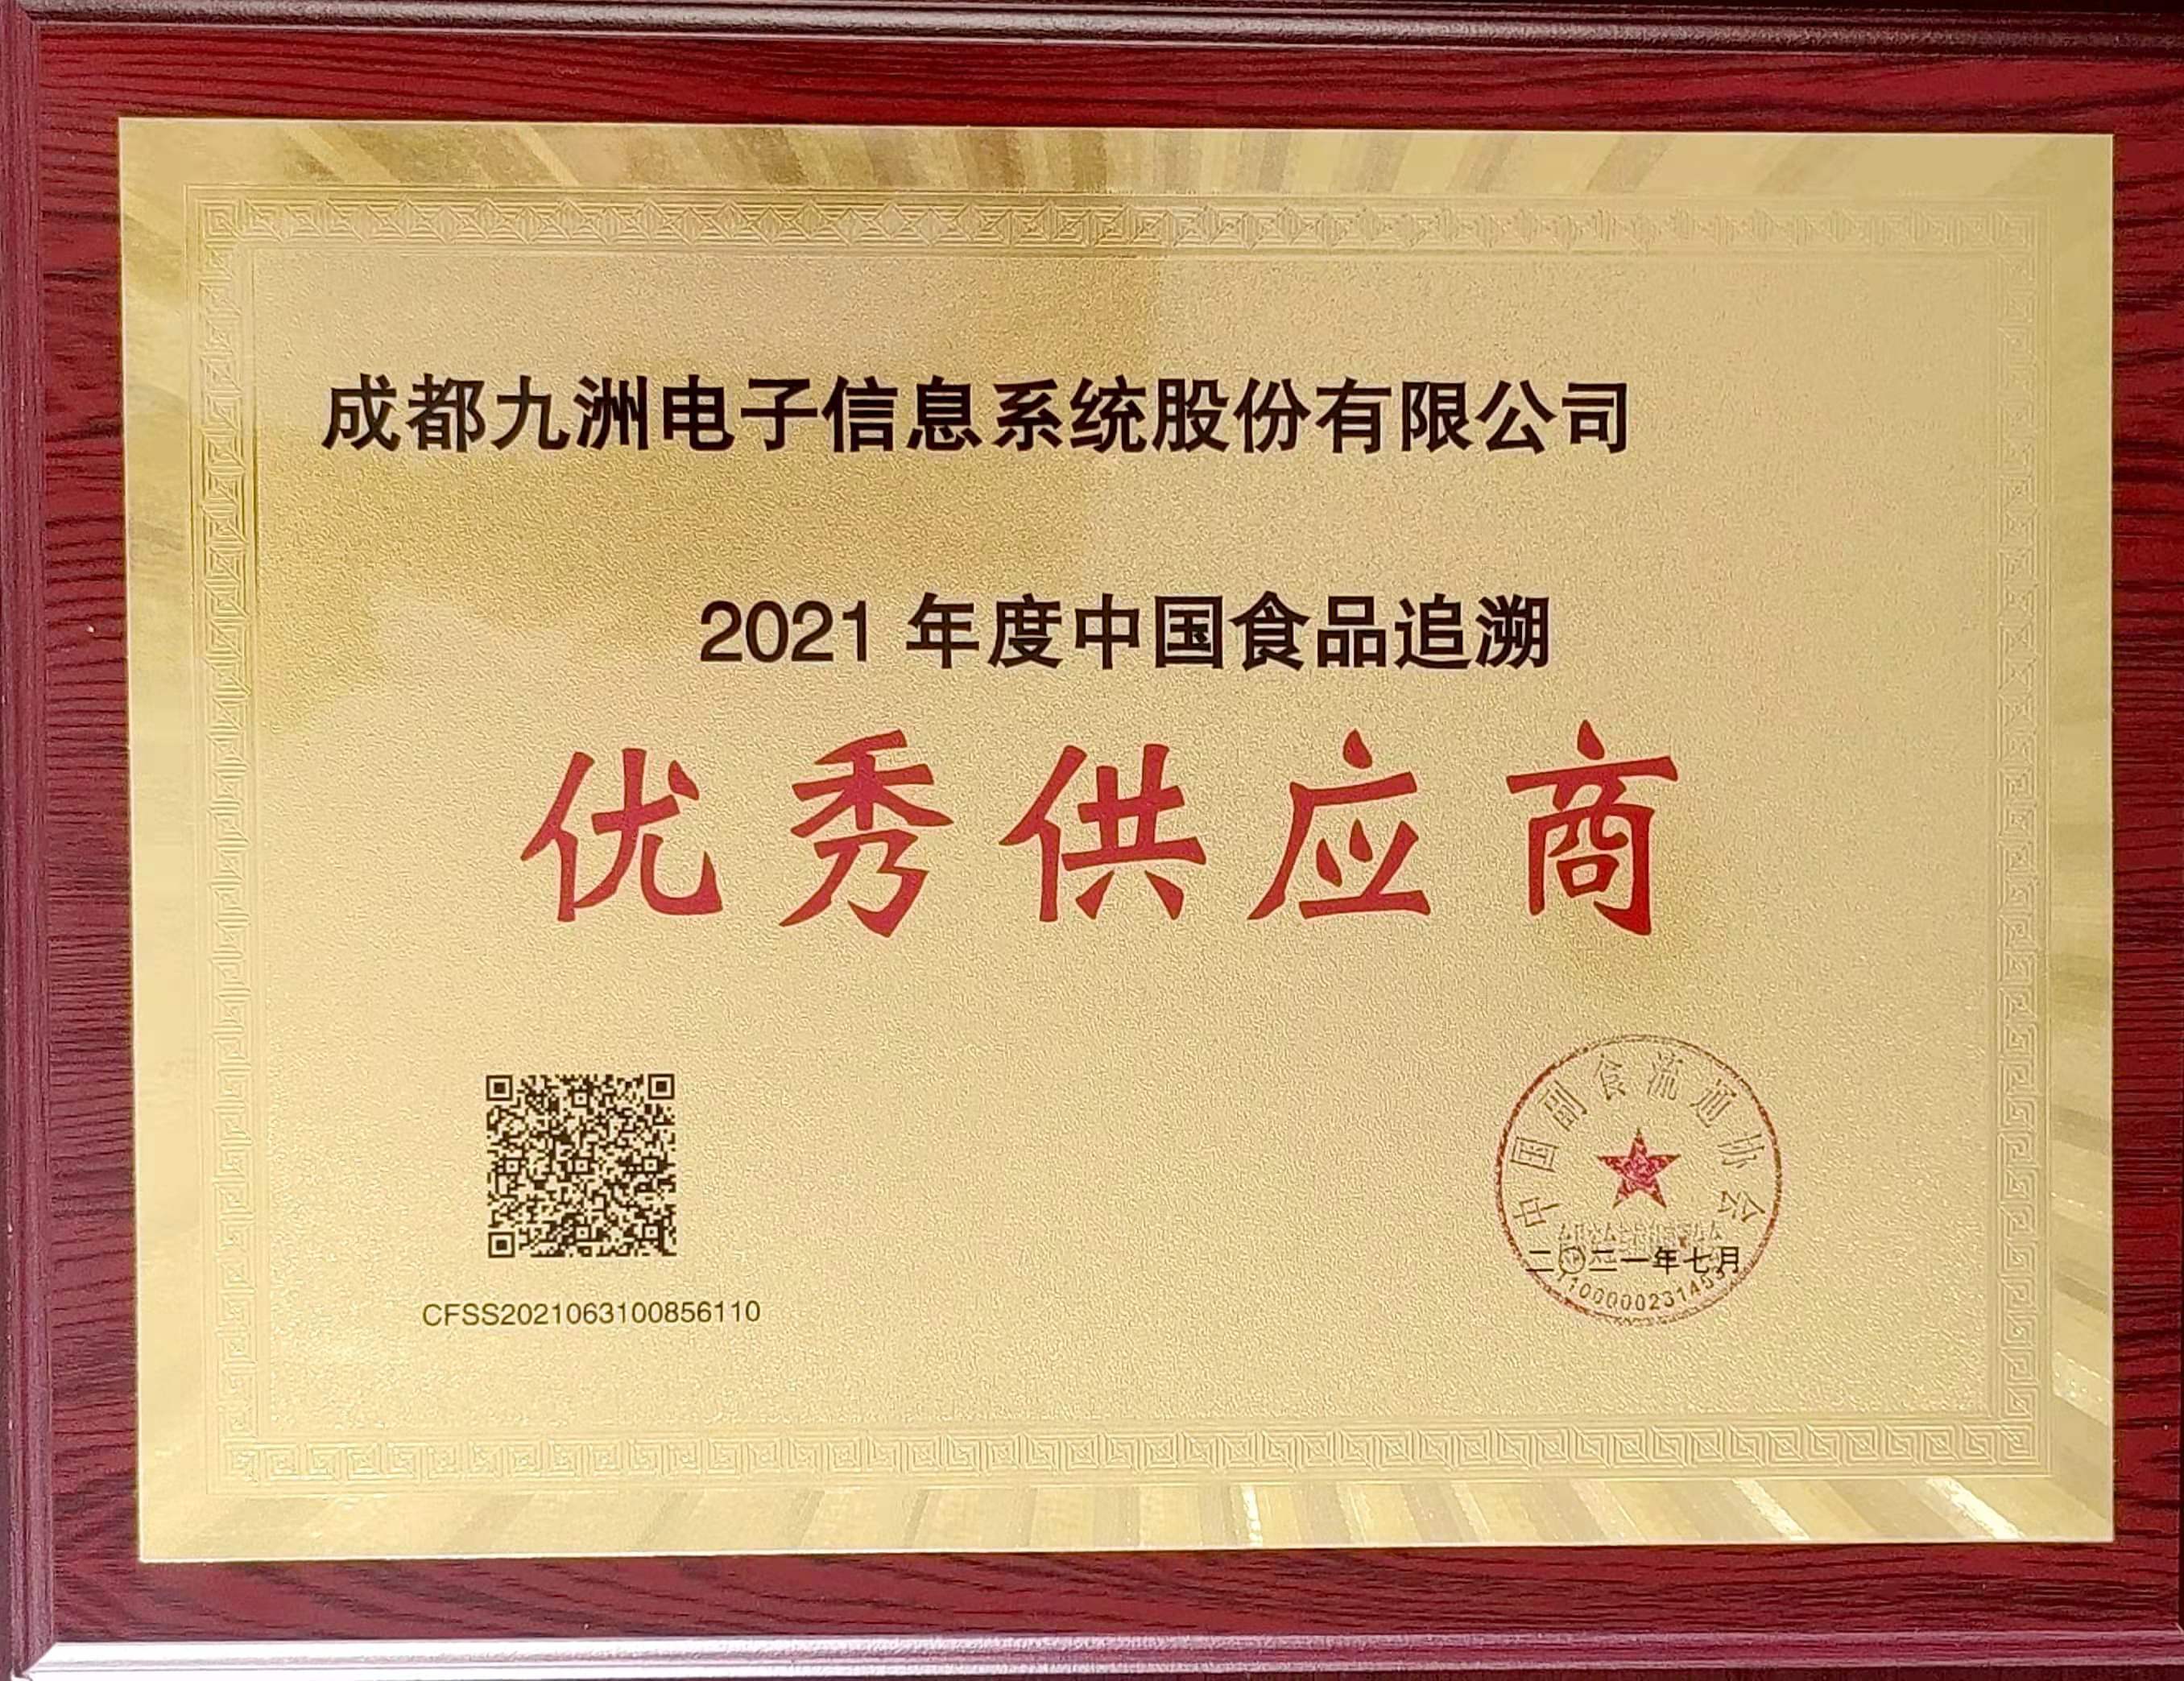 成都九洲电子信息系统股份有限公司
2021 年度中国食品追溯
优秀供应商
CFSS2021063100856110
中国副食流通协会
二〇二一年七月